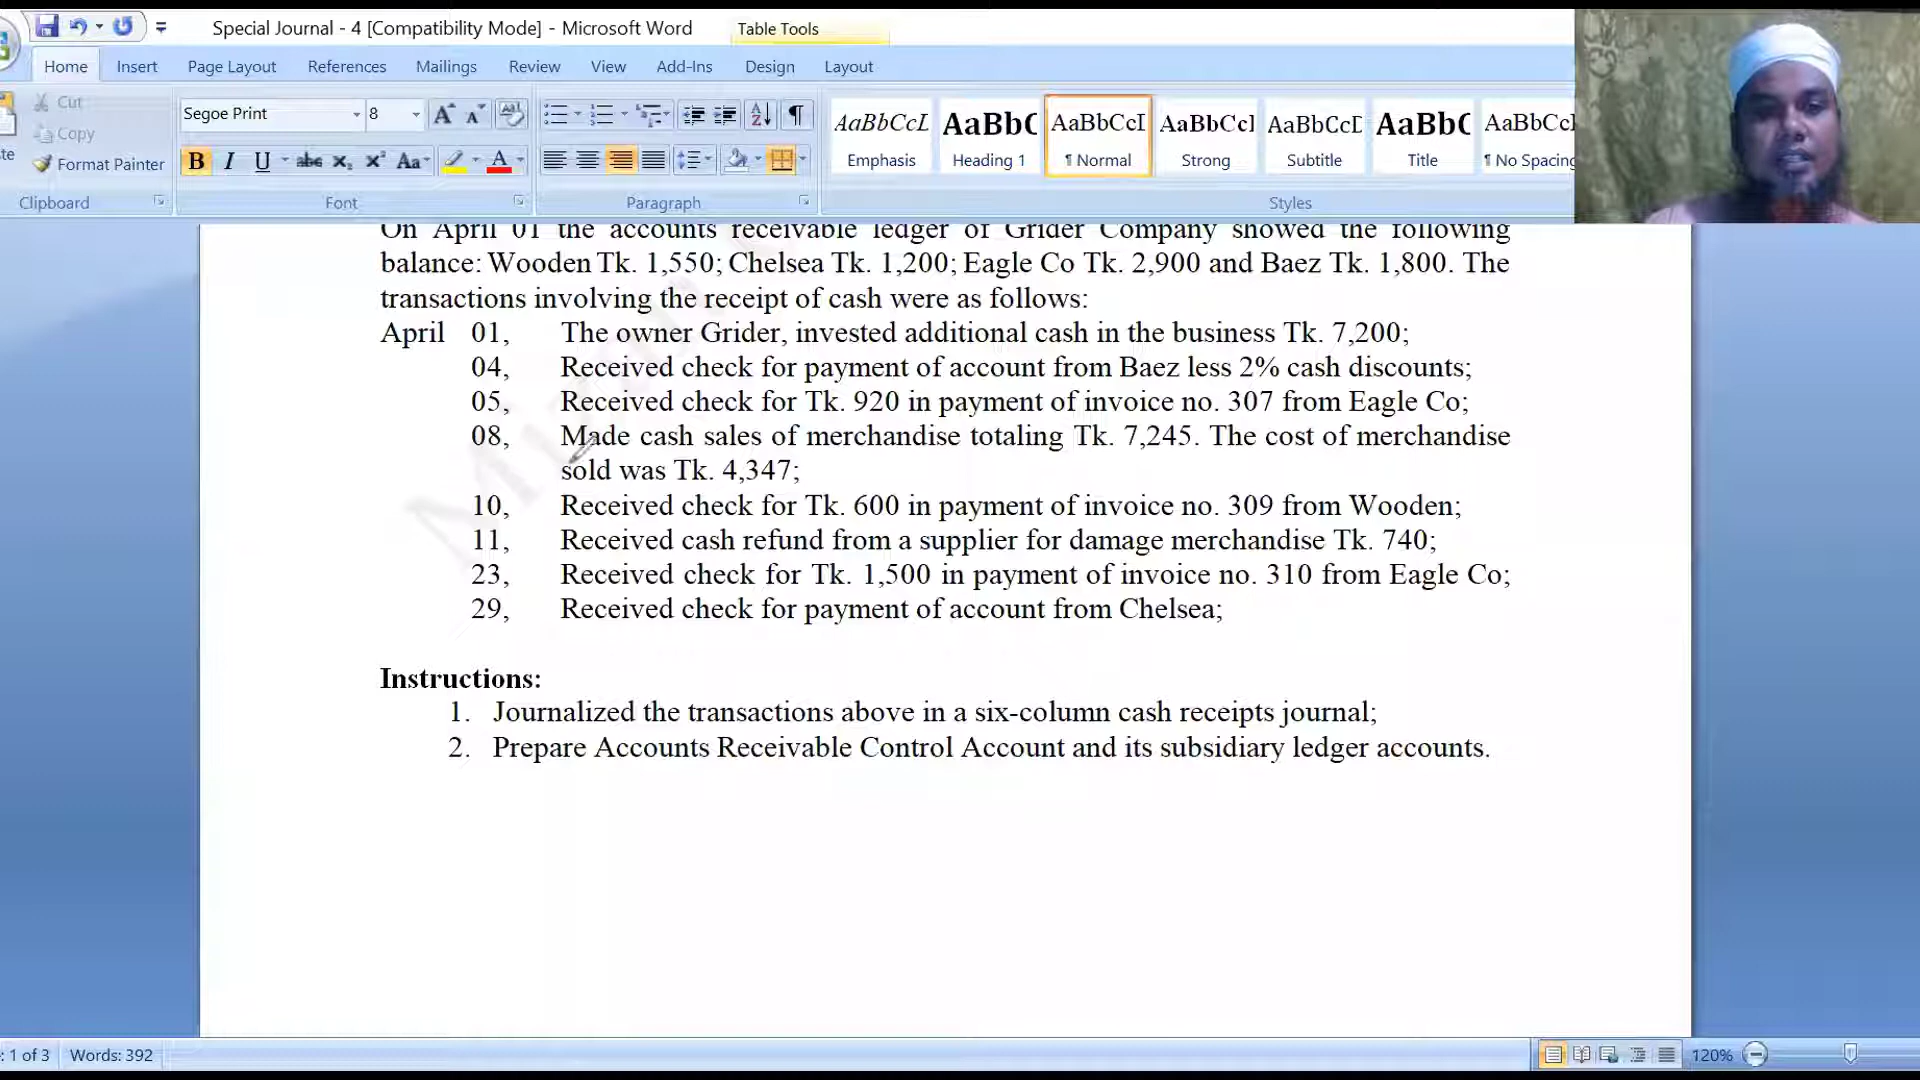 Special Journal - 4 [Compatibility Mode] - Microsoft Word
Table Tools
Home Insert Page Layout References Mailings Review View Add-Ins Design Layout
Cut
Copy
Format Painter
Clipboard
Segoe Print 8
B I U abc x₂ x² Aa A
Font
Paragraph
AaBbCcL AaBbC AaBbCcI AaBbCcI AaBbCcD AaBbC AaBbCcI
Emphasis Heading 1 ¶ Normal Strong Subtitle Title ¶ No Spacing
Styles
On April 01 the accounts receivable ledger of Grider Company showed the following
balance: Wooden Tk. 1,550; Chelsea Tk. 1,200; Eagle Co Tk. 2,900 and Baez Tk. 1,800. The
transactions involving the receipt of cash were as follows:
April 01, The owner Grider, invested additional cash in the business Tk. 7,200;
04, Received check for payment of account from Baez less 2% cash discounts;
05, Received check for Tk. 920 in payment of invoice no. 307 from Eagle Co;
08, Made cash sales of merchandise totaling Tk. 7,245. The cost of merchandise
sold was Tk. 4,347;
10, Received check for Tk. 600 in payment of invoice no. 309 from Wooden;
11, Received cash refund from a supplier for damage merchandise Tk. 740;
23, Received check for Tk. 1,500 in payment of invoice no. 310 from Eagle Co;
29, Received check for payment of account from Chelsea;
Instructions:
1. Journalized the transactions above in a six-column cash receipts journal;
2. Prepare Accounts Receivable Control Account and its subsidiary ledger accounts.
: 1 of 3 Words: 392
120%